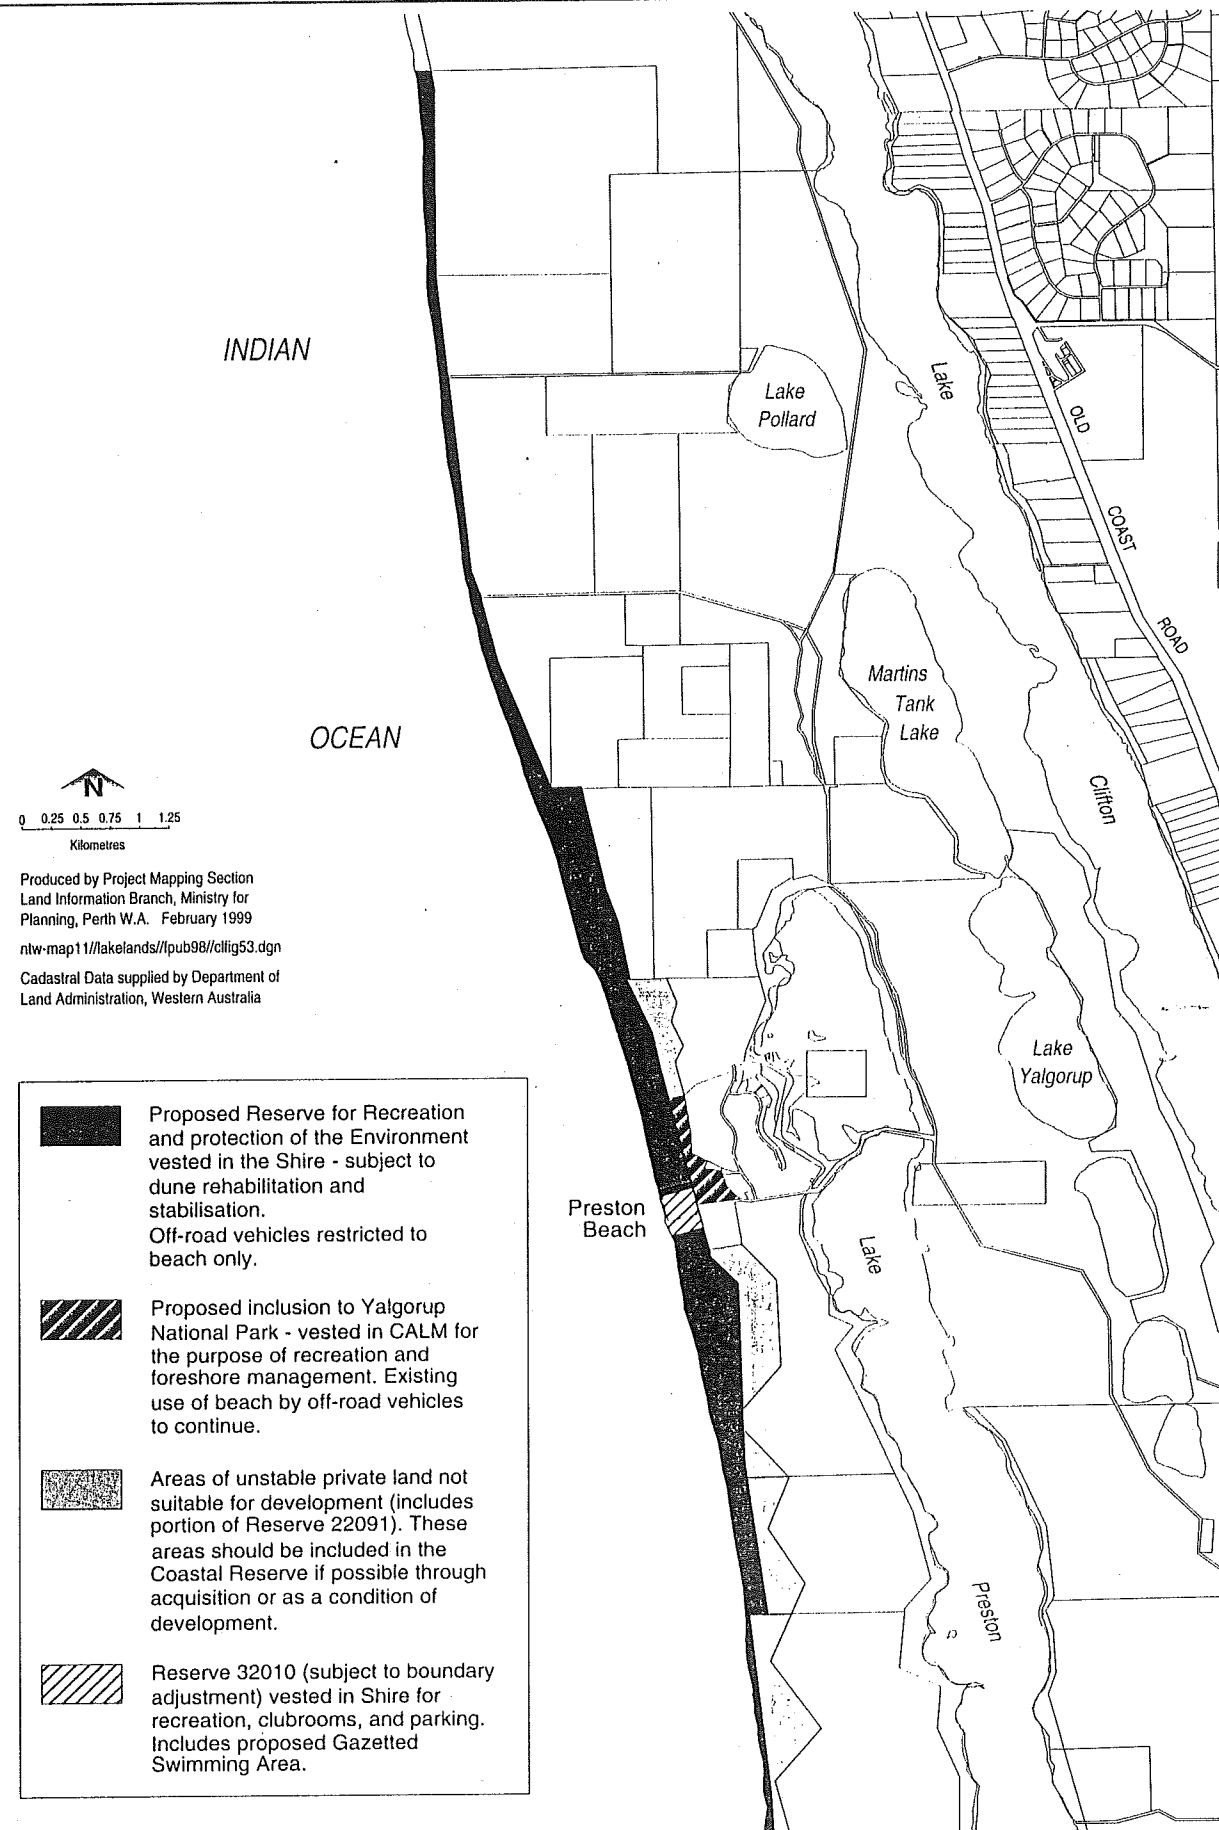 INDIAN
OCEAN
Lake
Pollard
Lake
OLD
COAST
ROAD
Martins
Tank
Lake
Clifton
N
0 0.25 0.5 0.75 1 1.25
Kilometres
Produced by Project Mapping Section
Land Information Branch, Ministry for
Planning, Perth W.A. February 1999
ntw-map11//lakelands//lpub98//clfig53.dgn
Cadastral Data supplied by Department of
Land Administration, Western Australia
Lake
Yalgorup
Preston
Beach
Lake
Preston
Proposed Reserve for Recreation
and protection of the Environment
vested in the Shire - subject to
dune rehabilitation and
stabilisation.
Off-road vehicles restricted to
beach only.
Proposed inclusion to Yalgorup
National Park - vested in CALM for
the purpose of recreation and
foreshore management. Existing
use of beach by off-road vehicles
to continue.
Areas of unstable private land not
suitable for development (includes
portion of Reserve 22091). These
areas should be included in the
Coastal Reserve if possible through
acquisition or as a condition of
development.
Reserve 32010 (subject to boundary
adjustment) vested in Shire for
recreation, clubrooms, and parking.
Includes proposed Gazetted
Swimming Area.